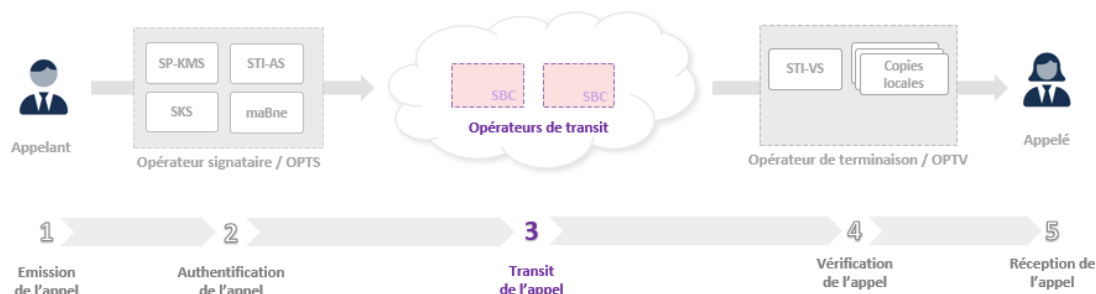 SP-KMS
STI-AS
SKS
maBne
SBC
SBC
Opérateurs de transit
STI-VS
Copies
locales
Appelant
Opérateur signataire / OPTS
Opérateur de terminaison / OPTV
Appelé
1
2
3
4
5
Emission
de l'appel
Authentification
de l'appel
Transit
de l'appel
Vérification
de l'appel
Réception de
l'appel